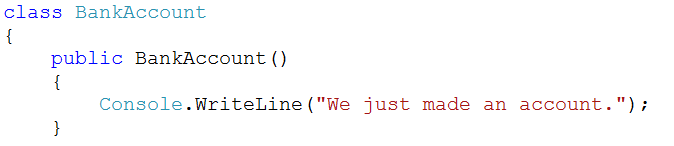 class BankAccount
{
    public BankAccount()
    {
        Console.WriteLine("We just made an account.");
    }